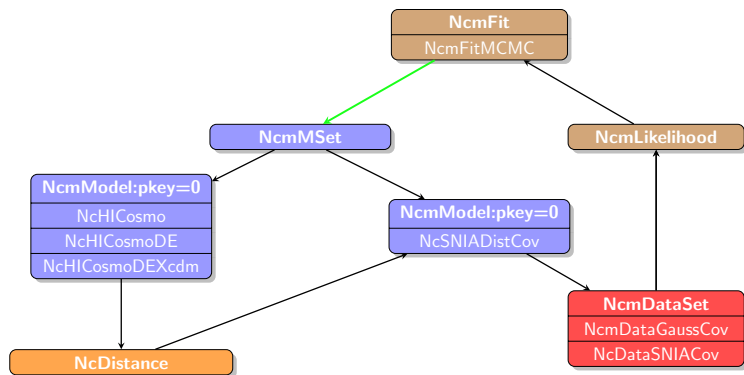 NcmFit
NcmFitMCMC
NcmMSet
NcmLikelihood
NcmModel:pkey=0
NcHICosmo
NcHICosmoDE
NcHICosmoDEXcdm
NcmModel:pkey=0
NcSNIADistCov
NcmDataSet
NcmDataGaussCov
NcDataSNIACov
NcDistance